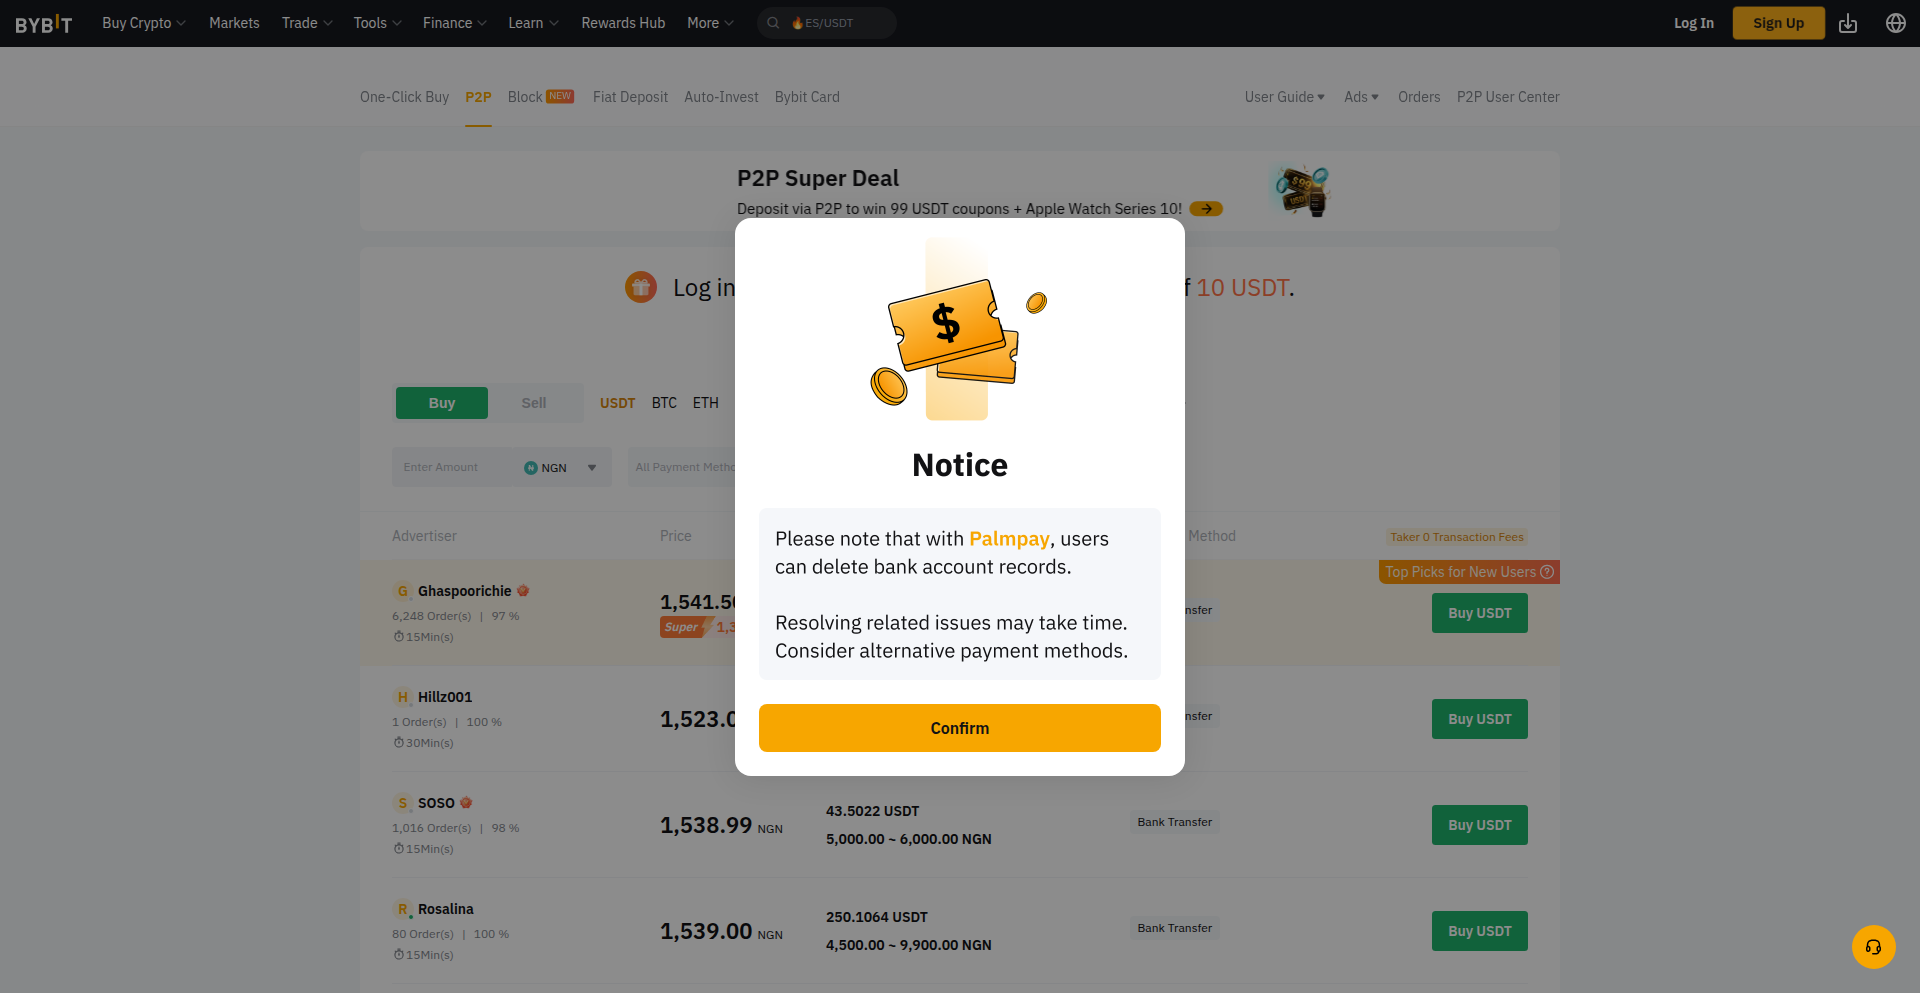 BYBIT Buy Crypto Markets Trade Tools Finance Learn Rewards Hub More ES/USDT Log In Sign Up
One-Click Buy P2P Block NEW Fiat Deposit Auto-Invest Bybit Card User Guide Ads Orders P2P User Center
P2P Super Deal
Deposit via P2P to win 99 USDT coupons + Apple Watch Series 10!
Log in
10 USDT.
$
Buy Sell USDT BTC ETH
Enter Amount NGN All Payment
Notice
Please note that with Palmpay, users
can delete bank account records.
Resolving related issues may take time.
Consider alternative payment methods.
Confirm
Advertiser Price Method Taker 0 Transaction Fees
Top Picks for New Users
G Ghaspoorichie
6,248 Order(s) | 97 %
15Min(s)
1,541.5
Super
Buy USDT
H Hillz001
1 Order(s) | 100 %
30Min(s)
1,523.0
Buy USDT
S SOSO
1,016 Order(s) | 98 %
15Min(s)
1,538.99 NGN
43.5022 USDT
5,000.00 ~ 6,000.00 NGN
Bank Transfer
Buy USDT
R Rosalina
80 Order(s) | 100 %
15Min(s)
1,539.00 NGN
250.1064 USDT
4,500.00 ~ 9,900.00 NGN
Bank Transfer
Buy USDT